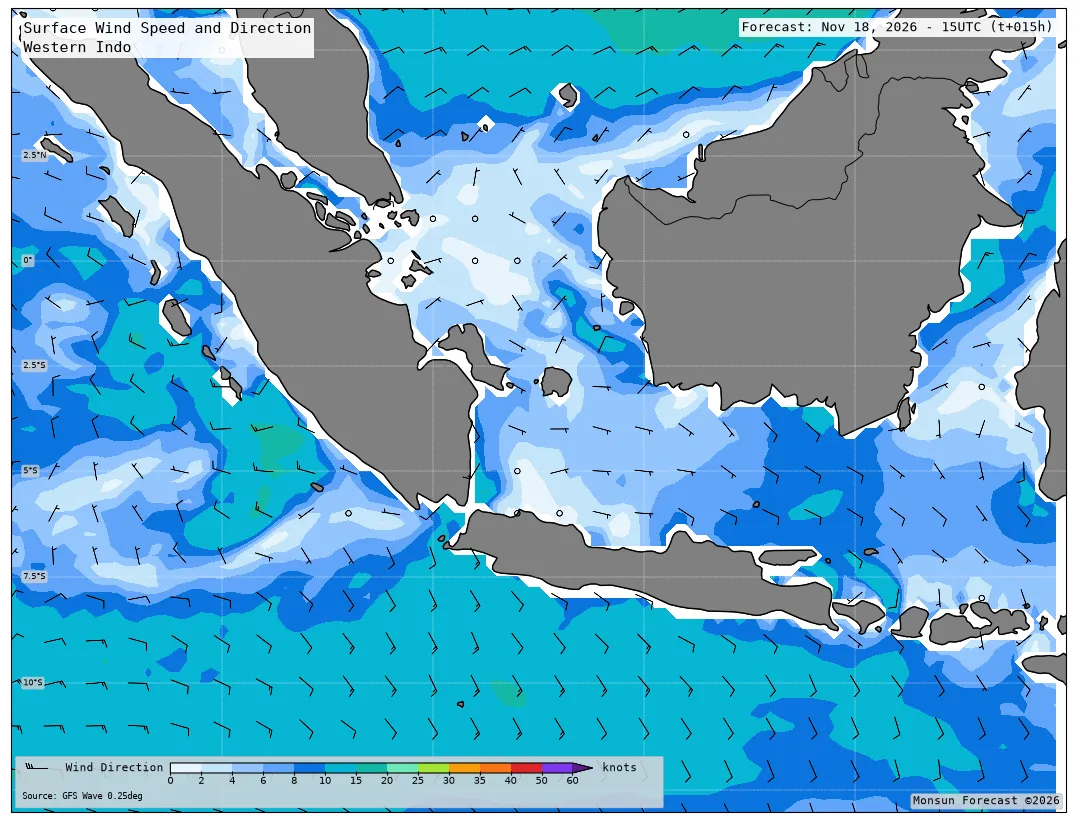 Surface Wind Speed and Direction
Western Indo
Forecast: Nov 18, 2026 - 15UTC (t+015h)
2.5°N
0°
2.5°S
5°S
7.5°S
10°S
Wind Direction
0 2 4 6 8 10 15 20 25 30 35 40 50 60
knots
Source: GFS Wave 0.25deg
Monsun Forecast ©2026